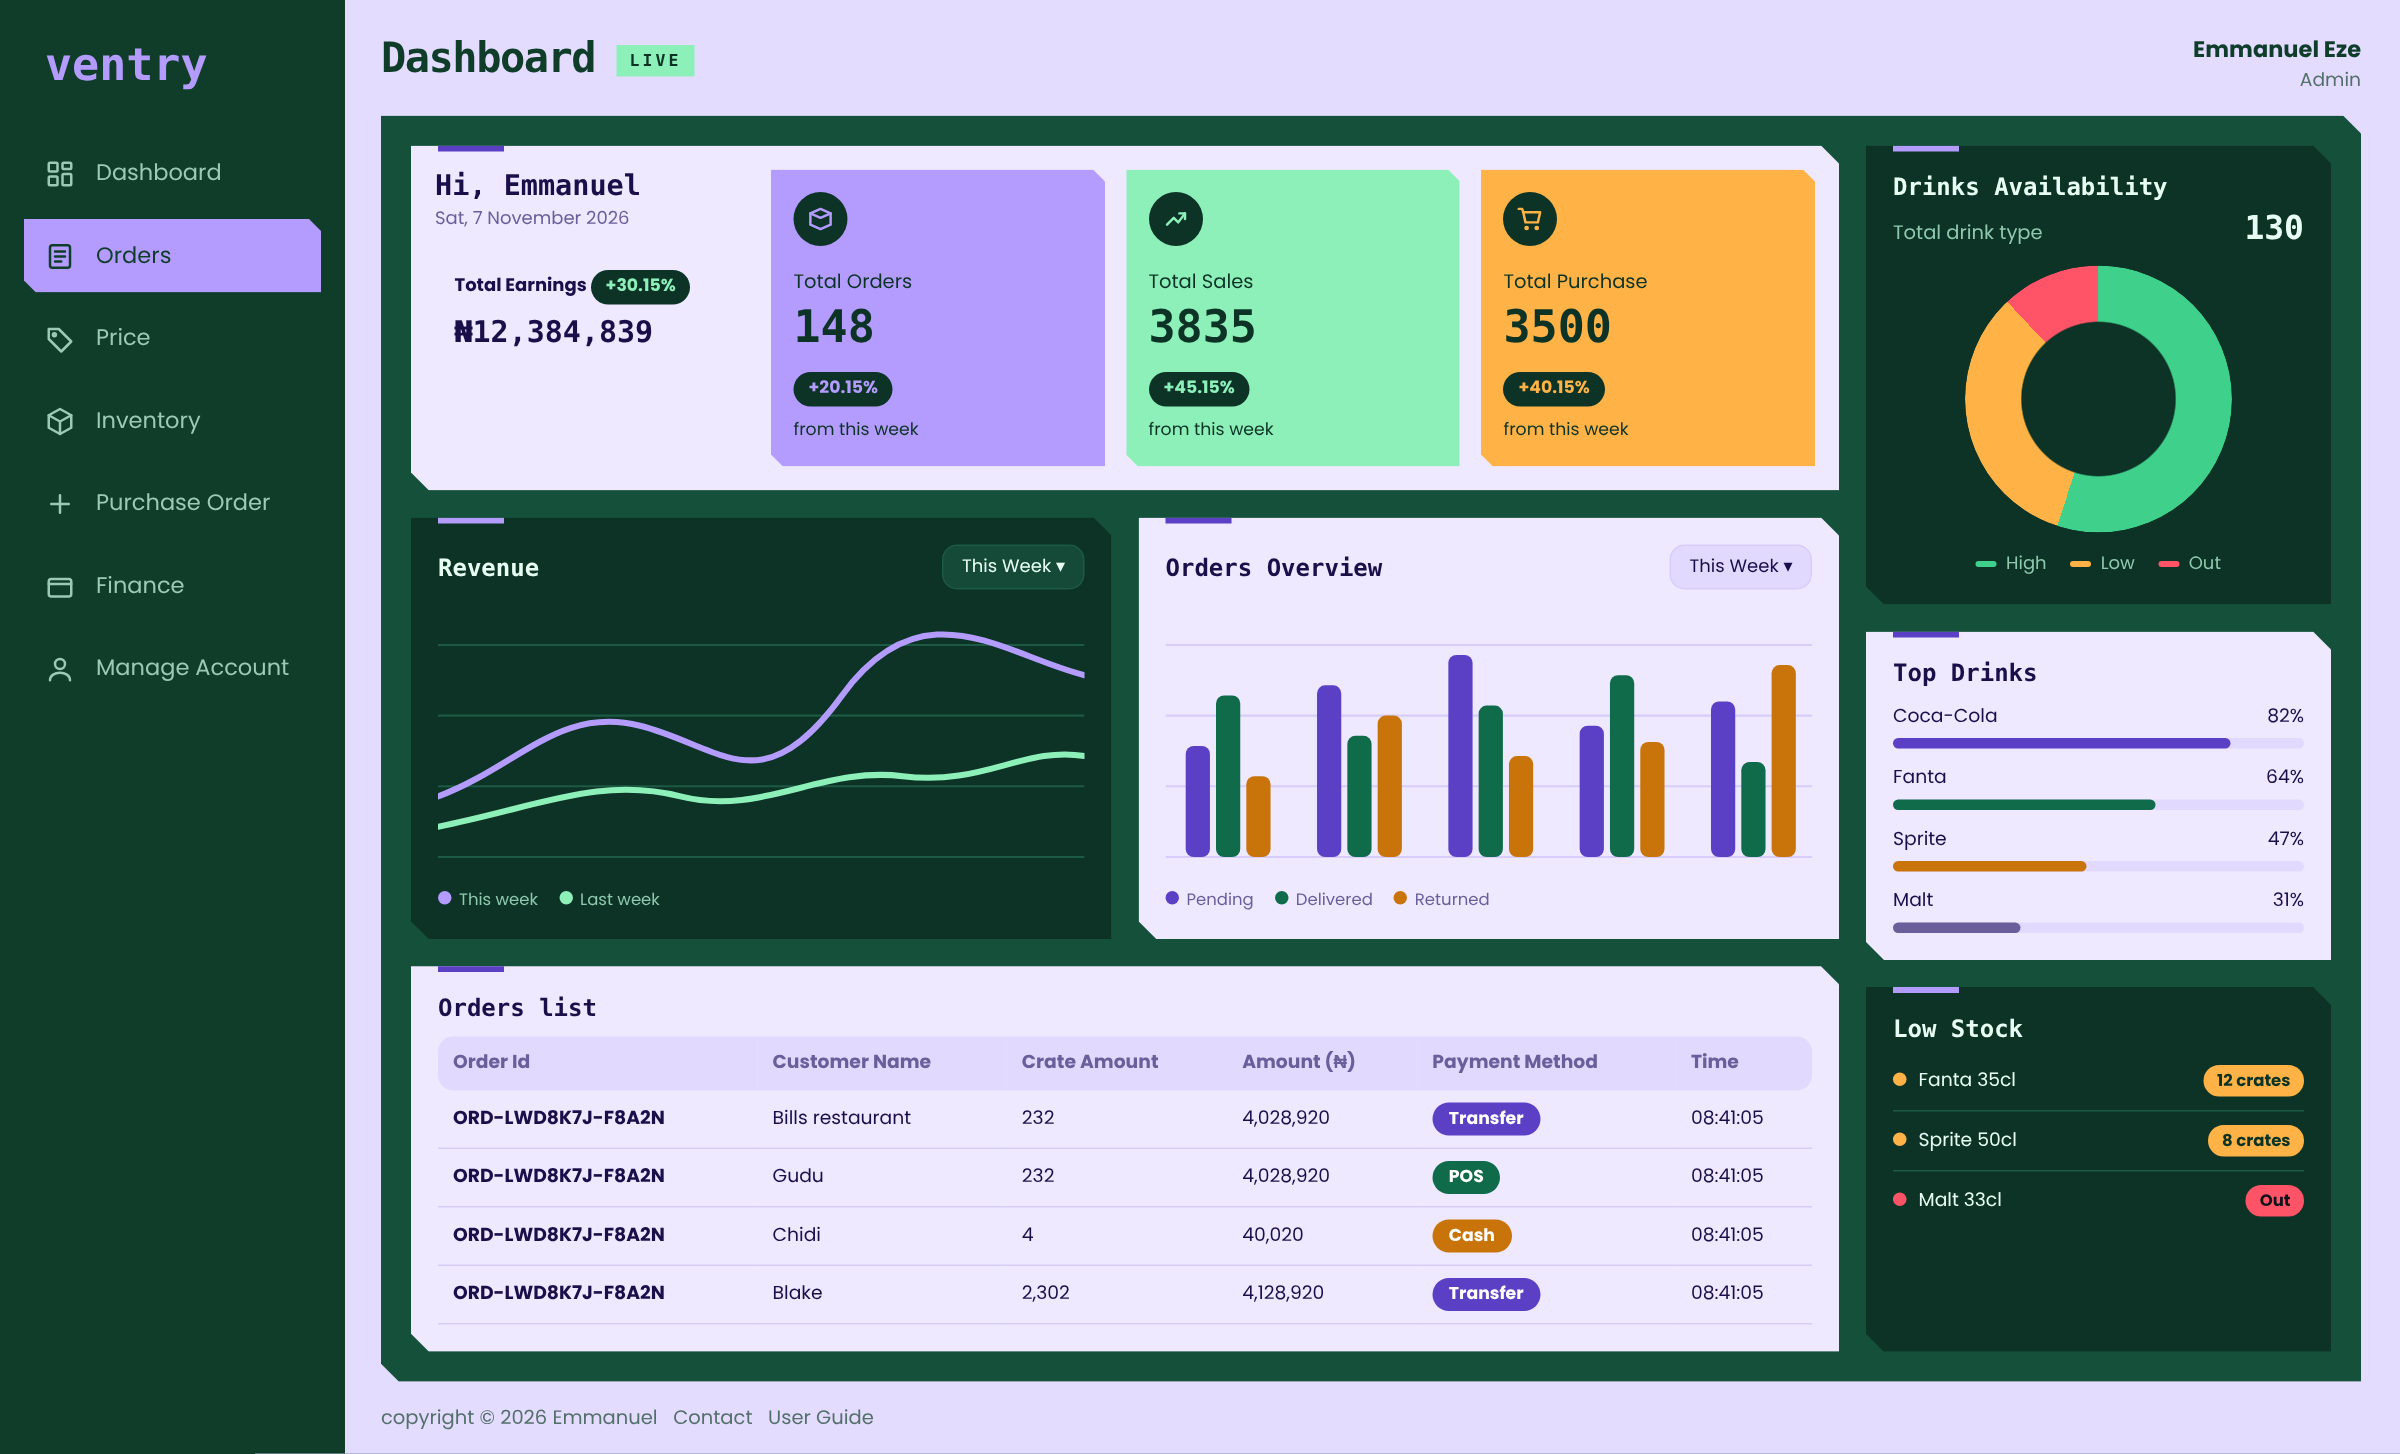 ventry
Dashboard
Orders
Price
Inventory
Purchase Order
Finance
Manage Account
Dashboard LIVE
Emmanuel Eze
Admin
Hi, Emmanuel
Sat, 7 November 2026
Total Earnings +30.15%
₦12,384,839
Total Orders
148
+20.15%
from this week
Total Sales
3835
+45.15%
from this week
Total Purchase
3500
+40.15%
from this week
Drinks Availability
Total drink type 130
High Low Out
Revenue This Week ▾
This week Last week
Orders Overview This Week ▾
Pending Delivered Returned
Top Drinks
Coca-Cola 82%
Fanta 64%
Sprite 47%
Malt 31%
Orders list
Order Id Customer Name Crate Amount Amount (₦) Payment Method Time
ORD-LWD8K7J-F8A2N Bills restaurant 232 4,028,920 Transfer 08:41:05
ORD-LWD8K7J-F8A2N Gudu 232 4,028,920 POS 08:41:05
ORD-LWD8K7J-F8A2N Chidi 4 40,020 Cash 08:41:05
ORD-LWD8K7J-F8A2N Blake 2,302 4,128,920 Transfer 08:41:05
Low Stock
Fanta 35cl 12 crates
Sprite 50cl 8 crates
Malt 33cl Out
copyright © 2026 Emmanuel Contact User Guide